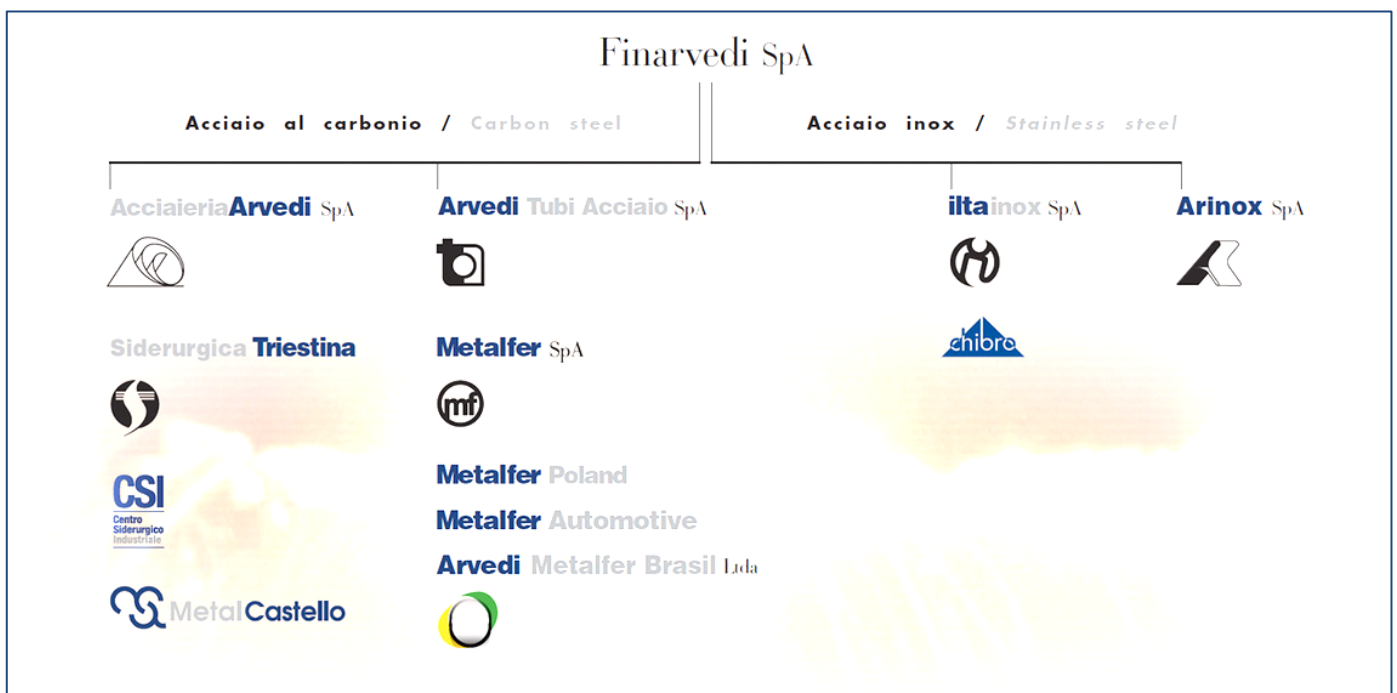 Finarvedi SpA
Acciaio al carbonio / Carbon steel
Acciaio inox / Stainless steel
AcciaieriaArvedi SpA
Arvedi Tubi Acciaio SpA
iltainox SpA
Arinox SpA
chibro
Siderurgica Triestina
Metalfer SpA
mf
CSI
Centro
Siderurgico
Industriale
Metalfer Poland
Metalfer Automotive
Arvedi Metalfer Brasil Ltda
MetalCastello